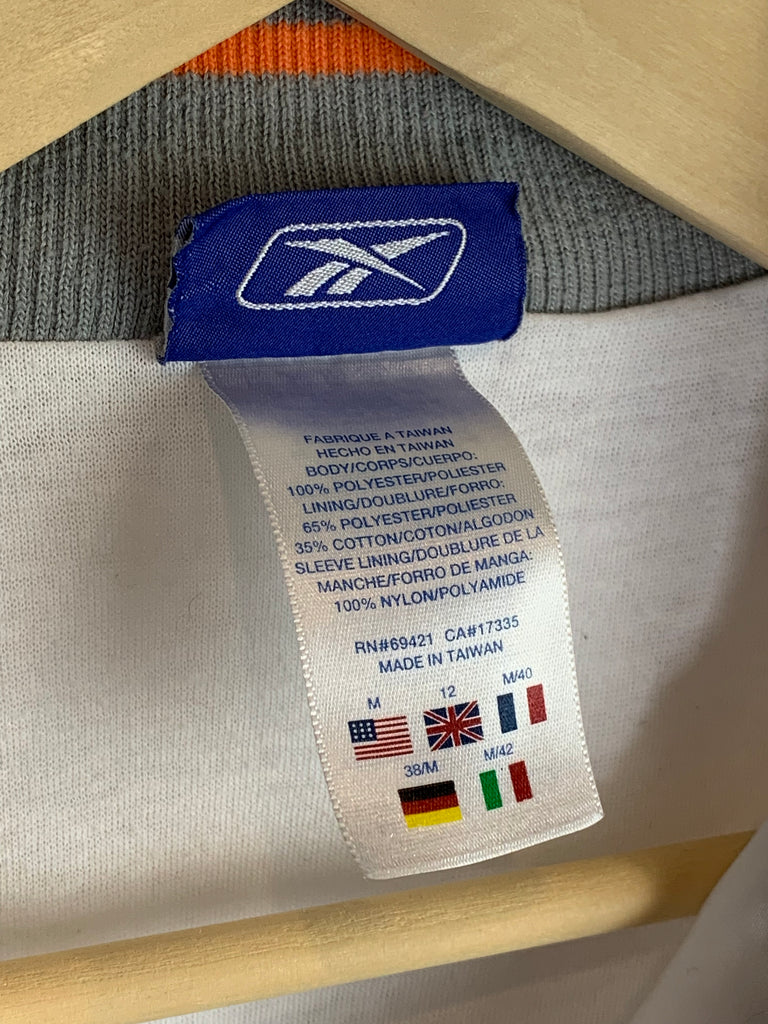 FABRIQUE A TAIWAN
HECHO EN TAIWAN
BODY/CORPS/CUERPO:
100% POLYESTER/POLIESTER
LINING/DOUBLURE/FORRO:
65% POLYESTER/POLIESTER
35% COTTON/COTON/ALGODON
SLEEVE LINING/DOUBLURE DE LA
MANCHE/FORRO DE MANGA:
100% NYLON/POLYAMIDE
RN#69421 CA#17335
MADE IN TAIWAN
M 12 M/40
38/M M/42